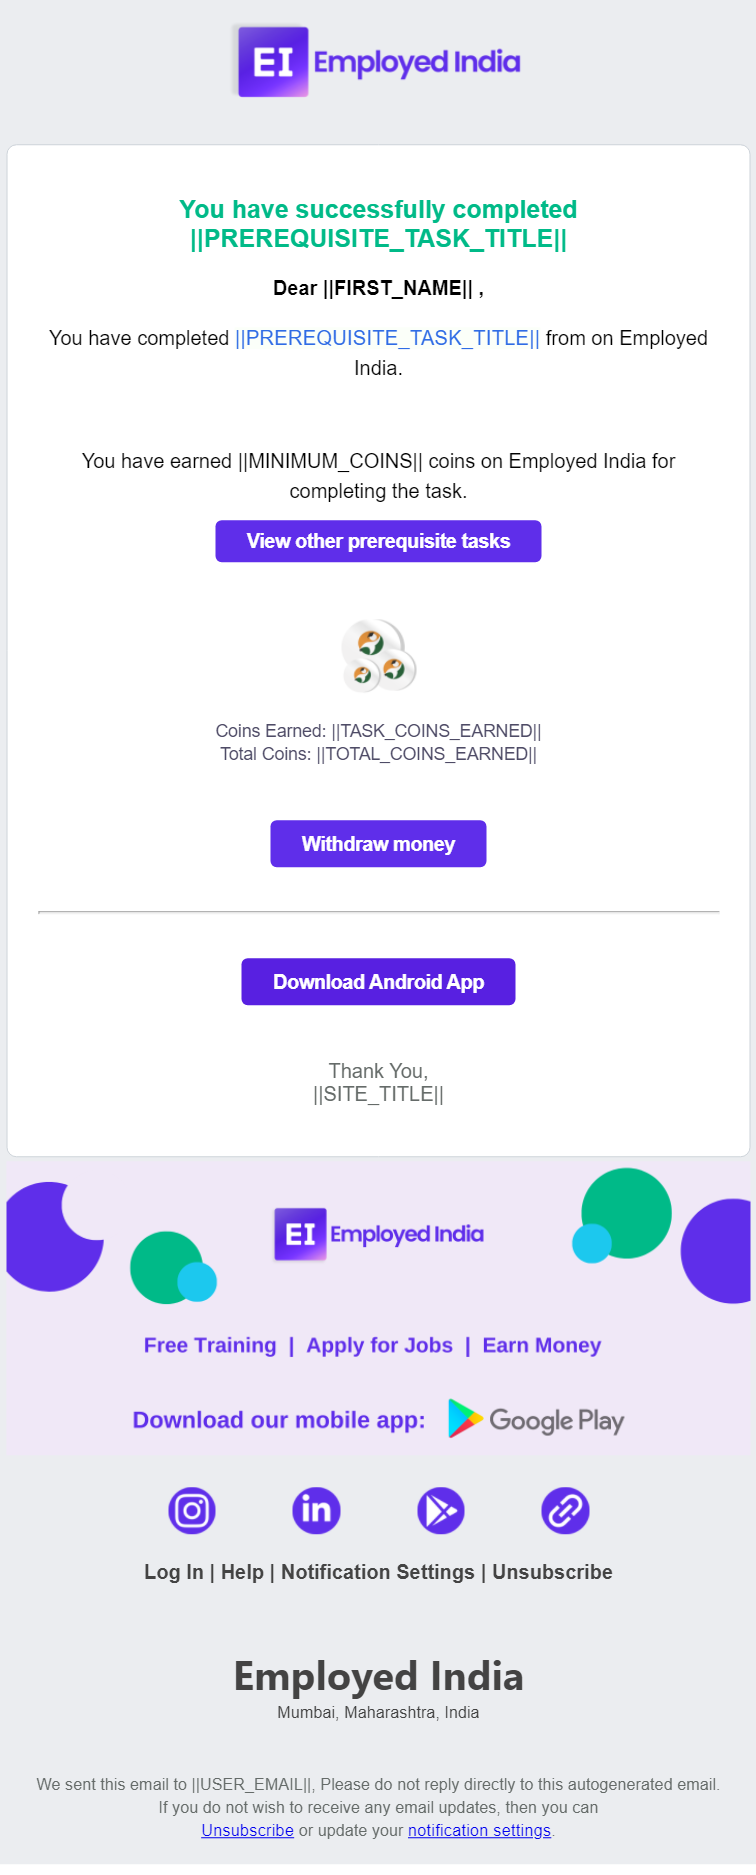 EI Employed India
You have successfully completed
||PREREQUISITE_TASK_TITLE||
Dear ||FIRST_NAME|| ,
You have completed ||PREREQUISITE_TASK_TITLE|| from on Employed
India.
You have earned ||MINIMUM_COINS|| coins on Employed India for
completing the task.
View other prerequisite tasks
Coins Earned: ||TASK_COINS_EARNED||
Total Coins: ||TOTAL_COINS_EARNED||
Withdraw money
Download Android App
Thank You,
||SITE_TITLE||
EI Employed India
Free Training | Apply for Jobs | Earn Money
Download our mobile app: Google Play
in
Log In | Help | Notification Settings | Unsubscribe
Employed India
Mumbai, Maharashtra, India
We sent this email to ||USER_EMAIL||, Please do not reply directly to this autogenerated email.
If you do not wish to receive any email updates, then you can
Unsubscribe or update your notification settings.